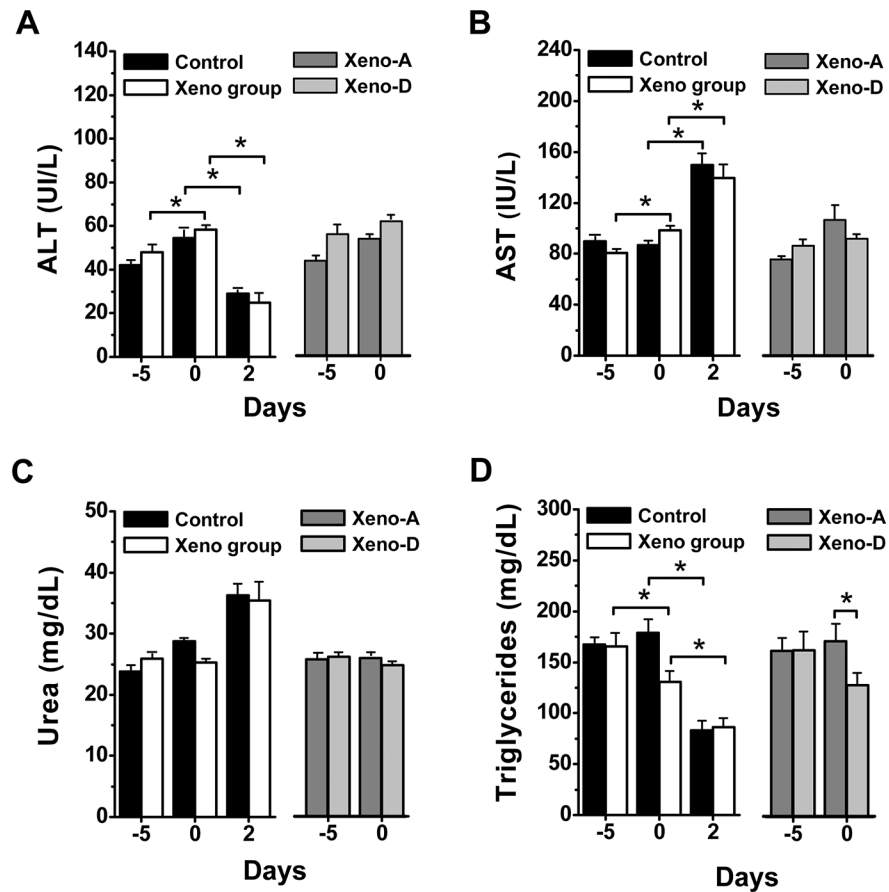 A
ALT (UI/L)
140
120
100
80
60
40
20
0
Control
Xeno group
Xeno-A
Xeno-D
*
*
*
-5 0 2
-5 0
Days
B
AST (IU/L)
240
200
160
120
80
40
0
Control
Xeno group
Xeno-A
Xeno-D
*
*
*
-5 0 2
-5 0
Days
C
Urea (mg/dL)
50
40
30
20
10
0
Control
Xeno group
Xeno-A
Xeno-D
-5 0 2
-5 0
Days
D
Triglycerides (mg/dL)
300
250
200
150
100
50
0
Control
Xeno group
Xeno-A
Xeno-D
*
*
*
*
-5 0 2
-5 0
Days